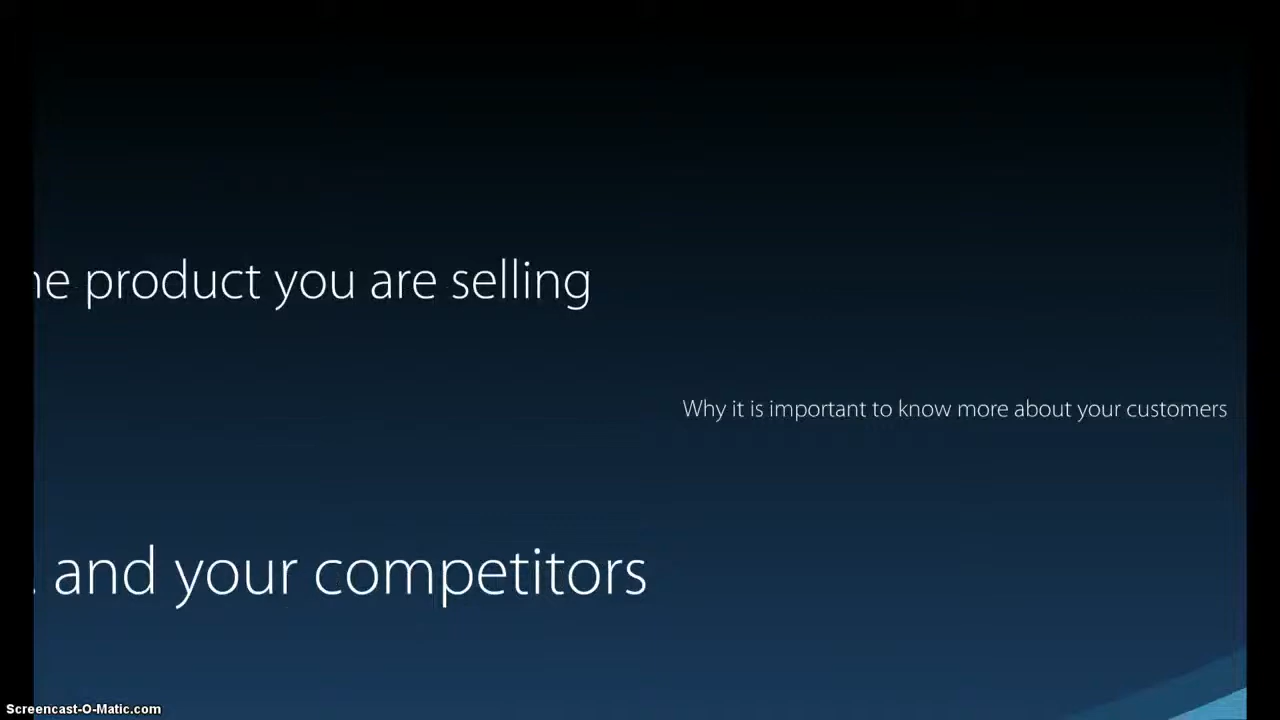 product you are selling
Why it is important to know more about your customers
. and your competitors
Screencast-O-Matic.com